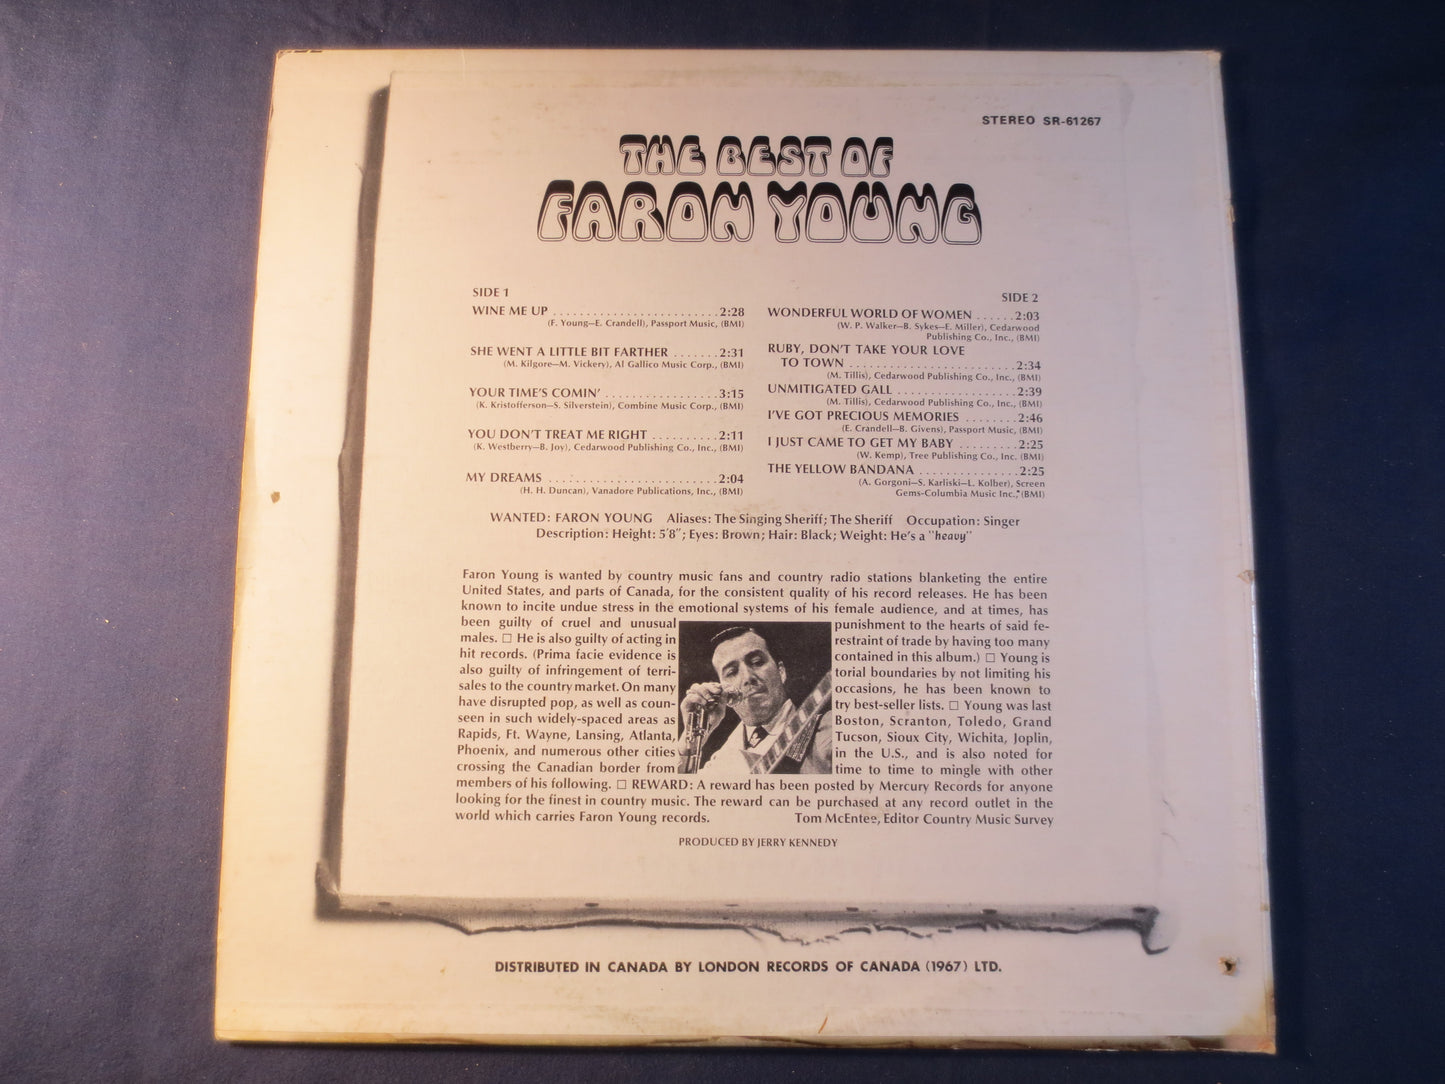 STEREO SR-61267
THE BEST OF
FARON YOUNG
SIDE 1
WINE ME UP . . . . . . . . . . . . . . . . . . . . . . . . 2:28
(F. Young—E. Crandell), Passport Music, (BMI)
SHE WENT A LITTLE BIT FARTHER . . . . . . . 2:31
(M. Kilgore—M. Vickery), Al Gallico Music Corp., (BMI)
YOUR TIME'S COMIN' . . . . . . . . . . . . . . . . . 3:15
(K. Kristofferson—S. Silverstein), Combine Music Corp., (BMI)
YOU DON'T TREAT ME RIGHT . . . . . . . . . . 2:11
(K. Westberry—B. Joy), Cedarwood Publishing Co., Inc., (BMI)
MY DREAMS . . . . . . . . . . . . . . . . . . . . . . . . . 2:04
(H. H. Duncan), Vanadore Publications, Inc., (BMI)
SIDE 2
WONDERFUL WORLD OF WOMEN . . . . . . 2:03
(W. P. Walker—B. Sykes—E. Miller), Cedarwood
Publishing Co., Inc., (BMI)
RUBY, DON'T TAKE YOUR LOVE
TO TOWN . . . . . . . . . . . . . . . . . . . . . . . . 2:34
(M. Tillis), Cedarwood Publishing Co., Inc., (BMI)
UNMITIGATED GALL . . . . . . . . . . . . . . . . . 2:39
(M. Tillis), Cedarwood Publishing Co., Inc., (BMI)
I'VE GOT PRECIOUS MEMORIES . . . . . . . . 2:46
(E. Crandell—B. Givens), Passport Music, (BMI)
I JUST CAME TO GET MY BABY . . . . . . . . . 2:25
(W. Kemp), Tree Publishing Co., Inc. (BMI)
THE YELLOW BANDANA . . . . . . . . . . . . . . . 2:25
(A. Gorgoni—S. Karliski—L. Kolber), Screen
Gems-Columbia Music Inc., (BMI)
WANTED: FARON YOUNG Aliases: The Singing Sheriff; The Sheriff Occupation: Singer
Description: Height: 5'8"; Eyes: Brown; Hair: Black; Weight: He's a "heavy"
Faron Young is wanted by country music fans and country radio stations blanketing the entire
United States, and parts of Canada, for the consistent quality of his record releases. He has been
known to incite undue stress in the emotional systems of his female audience, and at times, has
been guilty of cruel and unusual punishment to the hearts of said fe-
males. □ He is also guilty of acting in restraint of trade by having too many
hit records. (Prima facie evidence is contained in this album.) □ Young is
also guilty of infringement of terri- torial boundaries by not limiting his
sales to the country market. On many occasions, he has been known to
have disrupted pop, as well as coun- try best-seller lists. □ Young was last
seen in such widely-spaced areas as Boston, Scranton, Toledo, Grand
Rapids, Ft. Wayne, Lansing, Atlanta, Tucson, Sioux City, Wichita, Joplin,
Phoenix, and numerous other cities in the U.S., and is also noted for
crossing the Canadian border from time to time to mingle with other
members of his following. □ REWARD: A reward has been posted by Mercury Records for anyone
looking for the finest in country music. The reward can be purchased at any record outlet in the
world which carries Faron Young records. Tom McEntee, Editor Country Music Survey
PRODUCED BY JERRY KENNEDY
DISTRIBUTED IN CANADA BY LONDON RECORDS OF CANADA (1967) LTD.